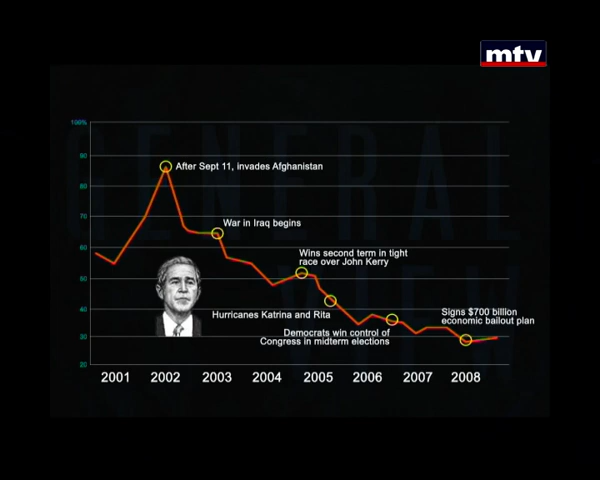 mtv
GENERAL
VIEW
100%
90
80
70
60
50
40
30
20
After Sept 11, invades Afghanistan
War in Iraq begins
Wins second term in tight
race over John Kerry
Hurricanes Katrina and Rita
Democrats win control of
Congress in midterm elections
Signs $700 billion
economic bailout plan
2001 2002 2003 2004 2005 2006 2007 2008